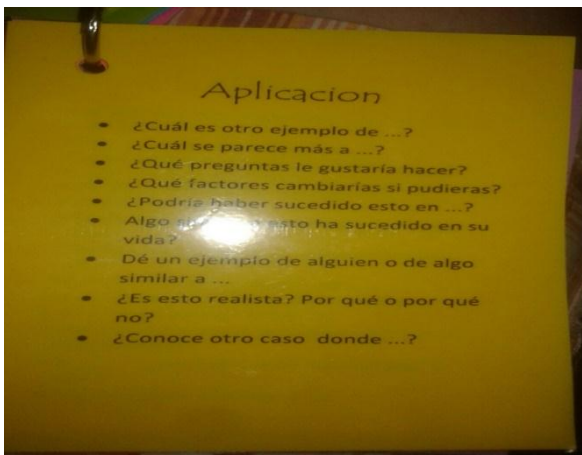 Aplicacion
• ¿Cuál es otro ejemplo de ...?
• ¿Cuál se parece más a ...?
• ¿Qué preguntas le gustaría hacer?
• ¿Qué factores cambiarías si pudieras?
• ¿Podría haber sucedido esto en ...?
• Algo esto ha sucedido en su
vida?
• Dé un ejemplo de alguien o de algo
similar a ...
• ¿Es esto realista? Por qué o por qué
no?
• ¿Conoce otro caso donde ...?